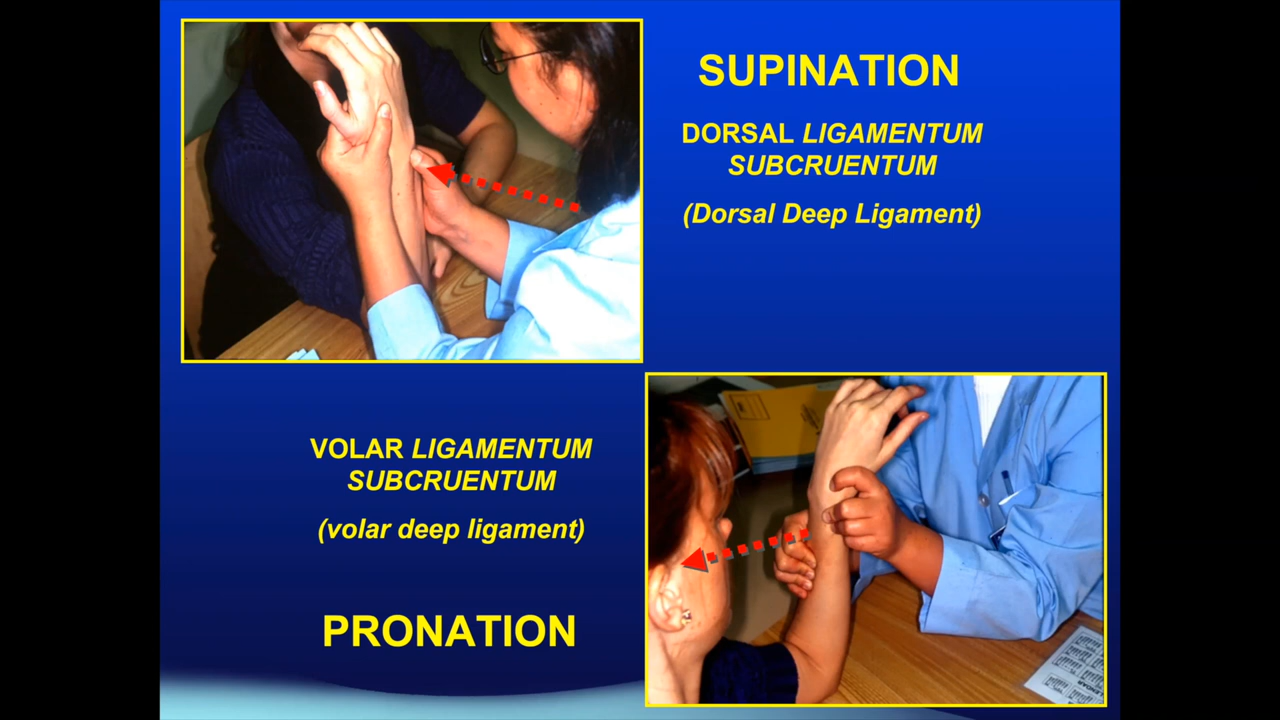 SUPINATION
DORSAL LIGAMENTUM
SUBCRUENTUM
(Dorsal Deep Ligament)
VOLAR LIGAMENTUM
SUBCRUENTUM
(volar deep ligament)
PRONATION